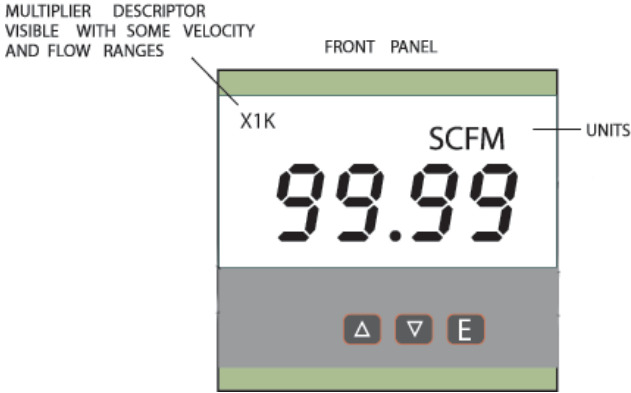 MULTIPLIER DESCRIPTOR
VISIBLE WITH SOME VELOCITY
AND FLOW RANGES
FRONT PANEL
X1K
SCFM
UNITS
99.99
E